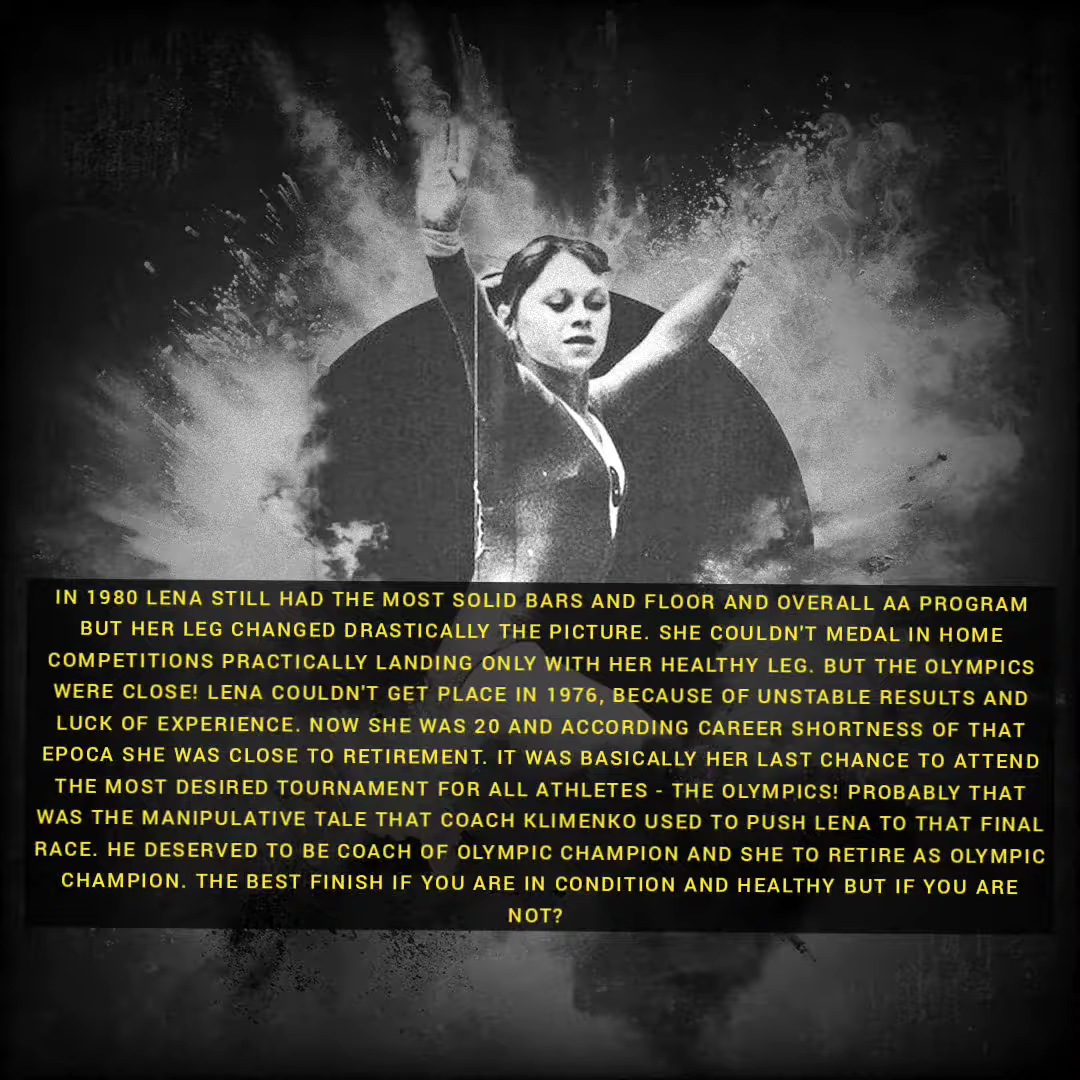 IN 1980 LENA STILL HAD THE MOST SOLID BARS AND FLOOR AND OVERALL AA PROGRAM
BUT HER LEG CHANGED DRASTICALLY THE PICTURE. SHE COULDN'T MEDAL IN HOME
COMPETITIONS PRACTICALLY LANDING ONLY WITH HER HEALTHY LEG. BUT THE OLYMPICS
WERE CLOSE! LENA COULDN'T GET PLACE IN 1976, BECAUSE OF UNSTABLE RESULTS AND
LUCK OF EXPERIENCE. NOW SHE WAS 20 AND ACCORDING CAREER SHORTNESS OF THAT
EPOCA SHE WAS CLOSE TO RETIREMENT. IT WAS BASICALLY HER LAST CHANCE TO ATTEND
THE MOST DESIRED TOURNAMENT FOR ALL ATHLETES - THE OLYMPICS! PROBABLY THAT
WAS THE MANIPULATIVE TALE THAT COACH KLIMENKO USED TO PUSH LENA TO THAT FINAL
RACE. HE DESERVED TO BE COACH OF OLYMPIC CHAMPION AND SHE TO RETIRE AS OLYMPIC
CHAMPION. THE BEST FINISH IF YOU ARE IN CONDITION AND HEALTHY BUT IF YOU ARE
NOT?